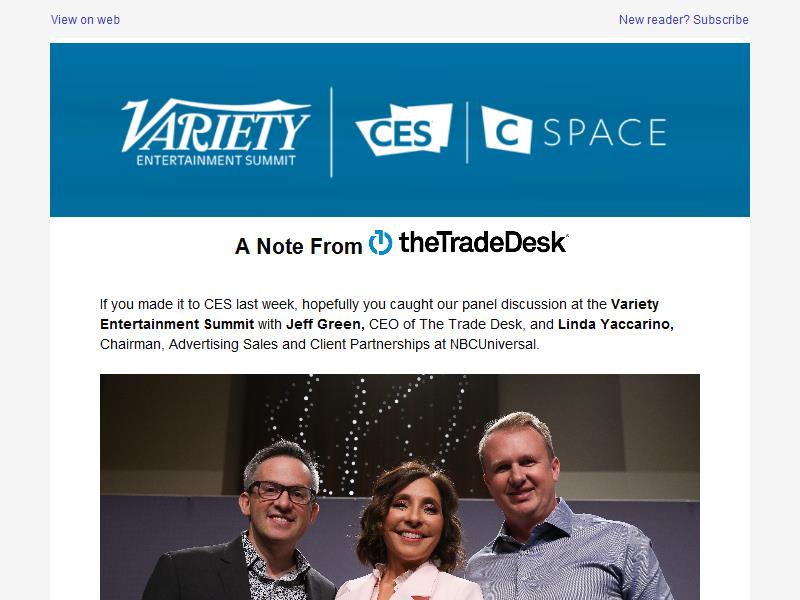 View on web
New reader? Subscribe
VARIETY
ENTERTAINMENT SUMMIT
CES
C SPACE
A Note From theTradeDesk
If you made it to CES last week, hopefully you caught our panel discussion at the Variety
Entertainment Summit with Jeff Green, CEO of The Trade Desk, and Linda Yaccarino,
Chairman, Advertising Sales and Client Partnerships at NBCUniversal.